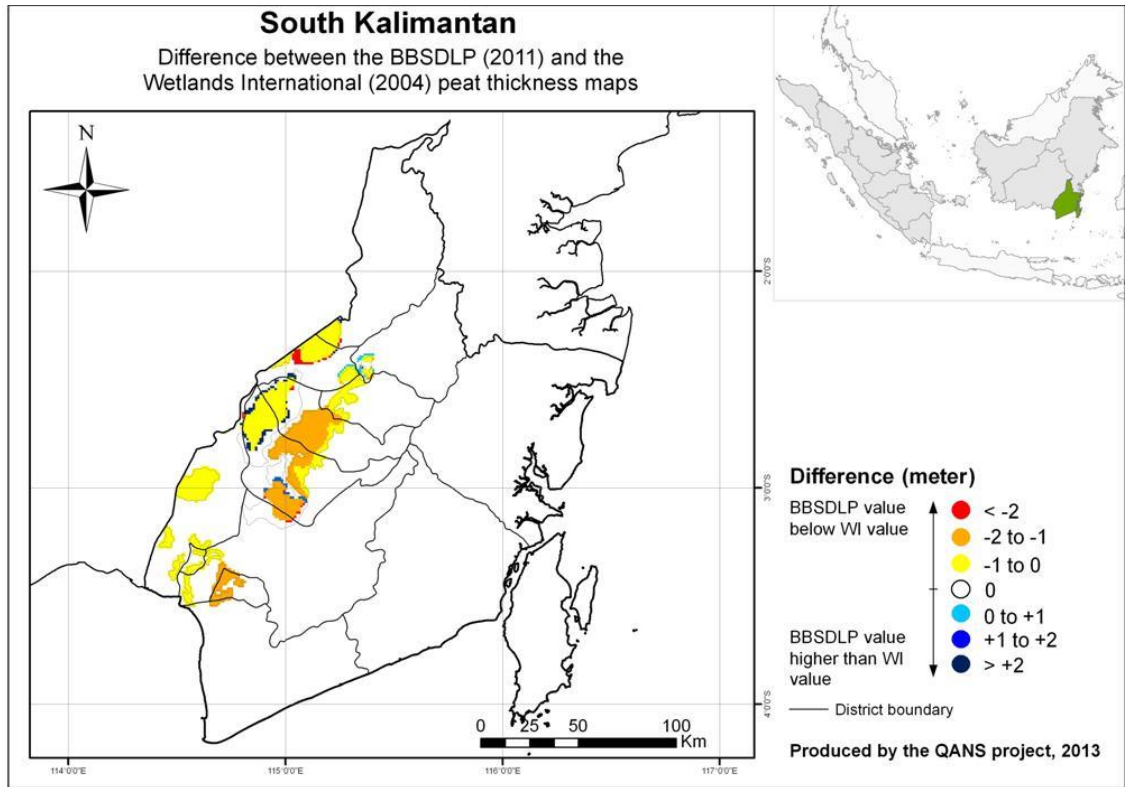 South Kalimantan
Difference between the BBSDLP (2011) and the
Wetlands International (2004) peat thickness maps
N
2°0'0"S
3°0'0"S
4°0'0"S
114°0'0"E
115°0'0"E
116°0'0"E
117°0'0"E
0 25 50 100
Km
Difference (meter)
BBSDLP value
below WI value
< -2
-2 to -1
-1 to 0
0
0 to +1
+1 to +2
> +2
BBSDLP value
higher than WI
value
District boundary
Produced by the QANS project, 2013